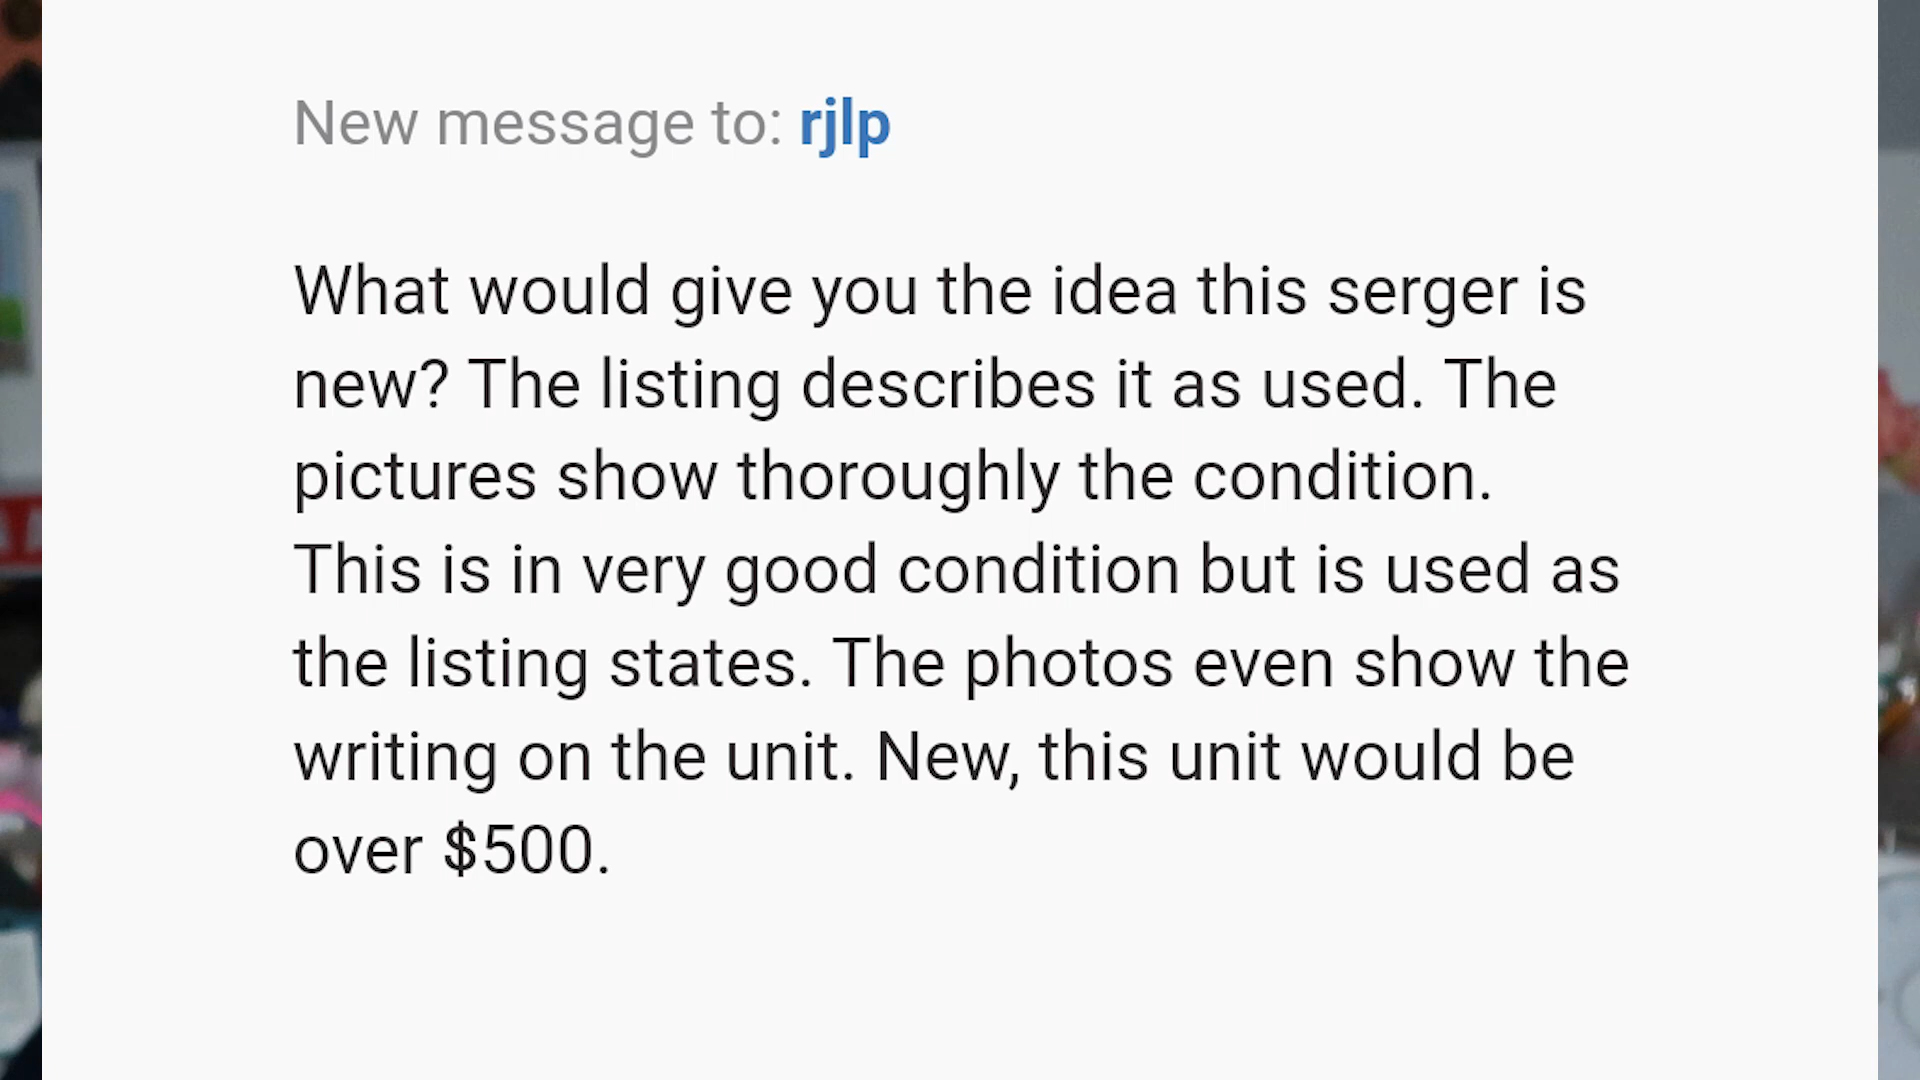 New message to: rjlp
What would give you the idea this serger is
new? The listing describes it as used. The
pictures show thoroughly the condition.
This is in very good condition but is used as
the listing states. The photos even show the
writing on the unit. New, this unit would be
over $500.